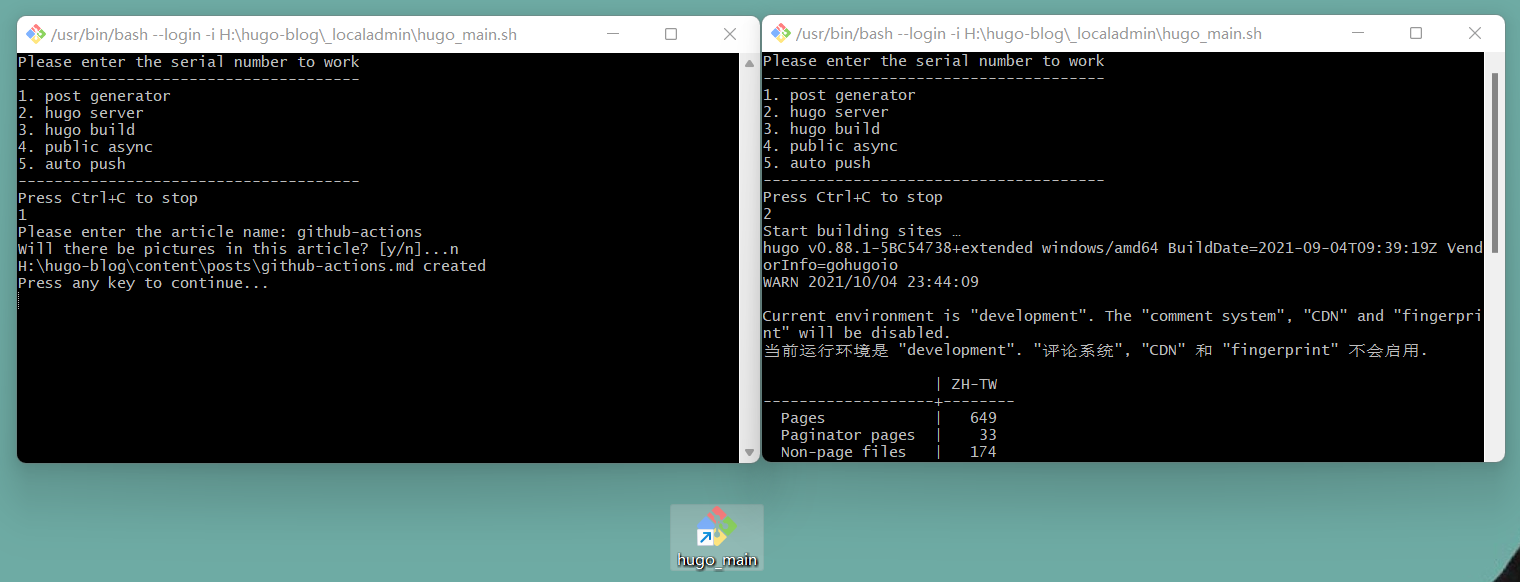 /usr/bin/bash --login -i H:\hugo-blog\_localadmin\hugo_main.sh
Please enter the serial number to work
--------------------------------------
1. post generator
2. hugo server
3. hugo build
4. public async
5. auto push
--------------------------------------
Press Ctrl+C to stop
1
Please enter the article name: github-actions
Will there be pictures in this article? [y/n]...n
H:\hugo-blog\content\posts\github-actions.md created
Press any key to continue...
/usr/bin/bash --login -i H:\hugo-blog\_localadmin\hugo_main.sh
Please enter the serial number to work
--------------------------------------
1. post generator
2. hugo server
3. hugo build
4. public async
5. auto push
--------------------------------------
Press Ctrl+C to stop
2
Start building sites …
hugo v0.88.1-5BC54738+extended windows/amd64 BuildDate=2021-09-04T09:39:19Z Vend
orInfo=gohugoio
WARN 2021/10/04 23:44:09
Current environment is "development". The "comment system", "CDN" and "fingerpri
nt" will be disabled.
当前运行环境是 "development". "评论系统", "CDN" 和 "fingerprint" 不会启用.
| ZH-TW
-------------------+--------
Pages | 649
Paginator pages | 33
Non-page files | 174
hugo_main